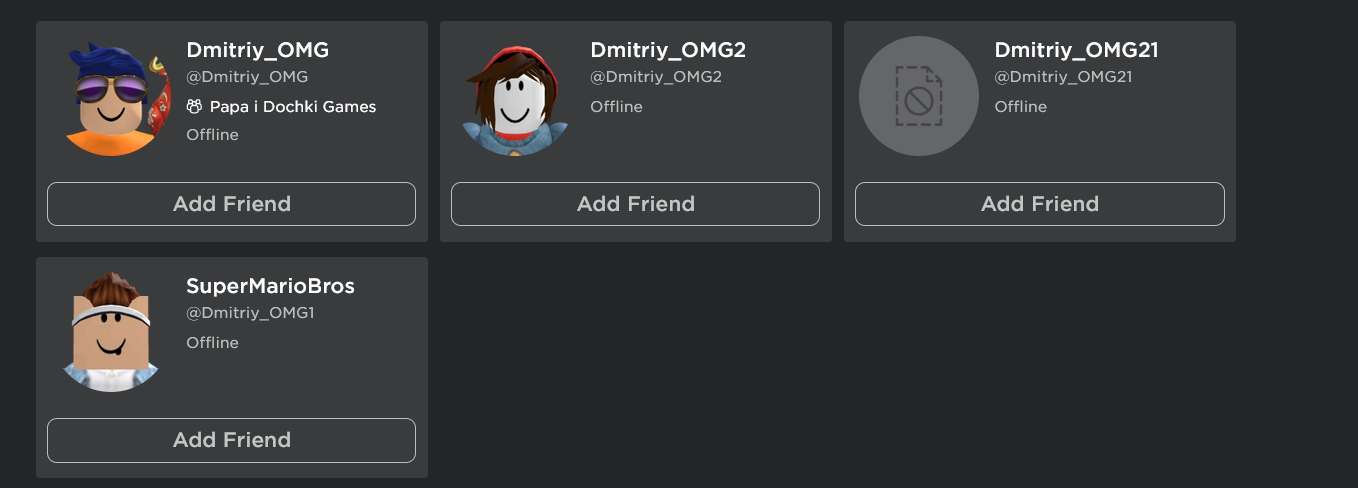 Dmitriy_OMG
@Dmitriy_OMG
Papa i Dochki Games
Offline
Add Friend
Dmitriy_OMG2
@Dmitriy_OMG2
Offline
Add Friend
Dmitriy_OMG21
@Dmitriy_OMG21
Offline
Add Friend
SuperMarioBros
@Dmitriy_OMG1
Offline
Add Friend